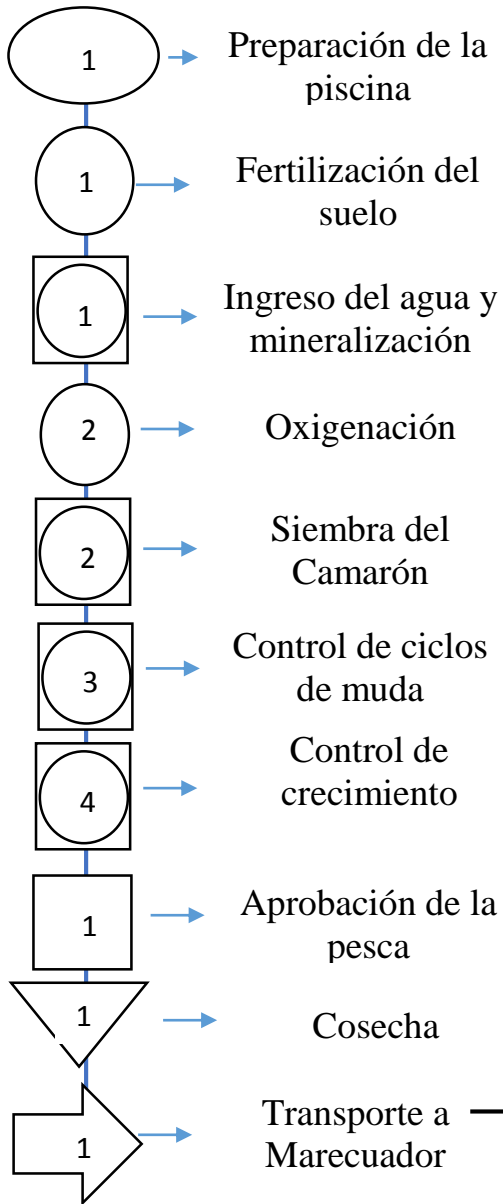 1 Preparación de la
piscina
1 Fertilización del
suelo
1 Ingreso del agua y
mineralización
2 Oxigenación
2 Siembra del
Camarón
3 Control de ciclos
de muda
4 Control de
crecimiento
1 Aprobación de la
pesca
1 Cosecha
1 Transporte a
Marecuador